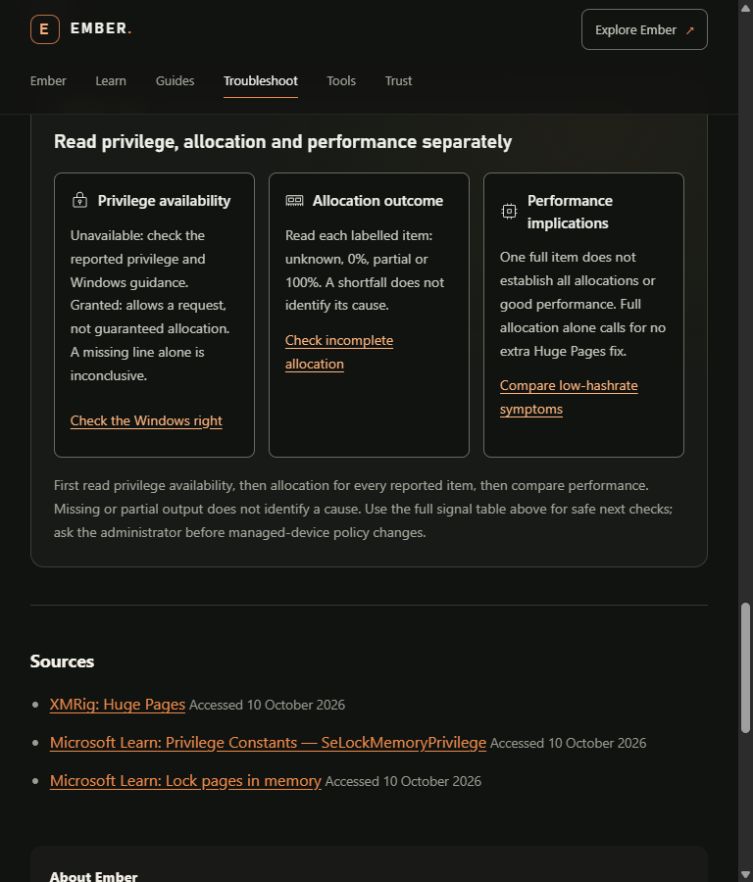 E EMBER.
Explore Ember ↗
Ember Learn Guides Troubleshoot Tools Trust
Read privilege, allocation and performance separately
Privilege availability
Unavailable: check the
reported privilege and
Windows guidance.
Granted: allows a request,
not guaranteed allocation.
A missing line alone is
inconclusive.
Check the Windows right
Allocation outcome
Read each labelled item:
unknown, 0%, partial or
100%. A shortfall does not
identify its cause.
Check incomplete
allocation
Performance
implications
One full item does not
establish all allocations or
good performance. Full
allocation alone calls for no
extra Huge Pages fix.
Compare low-hashrate
symptoms
First read privilege availability, then allocation for every reported item, then compare performance.
Missing or partial output does not identify a cause. Use the full signal table above for safe next checks;
ask the administrator before managed-device policy changes.
Sources
• XMRig: Huge Pages Accessed 10 October 2026
• Microsoft Learn: Privilege Constants — SeLockMemoryPrivilege Accessed 10 October 2026
• Microsoft Learn: Lock pages in memory Accessed 10 October 2026
About Ember